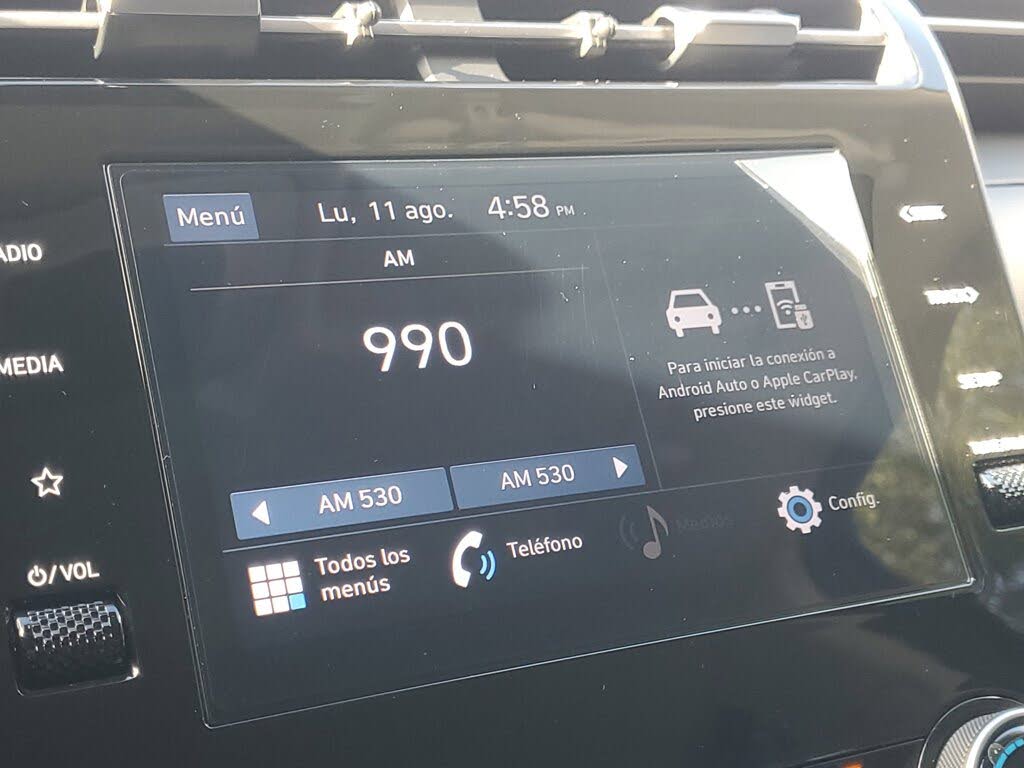 Menú
Lu, 11 ago.
4:58 PM
AM
990
Para iniciar la conexión a
Android Auto o Apple CarPlay,
presione este widget.
AM 530
AM 530
Todos los
menús
Teléfono
Medios
Config.
ADIO
MEDIA
/VOL